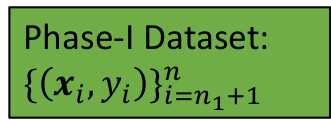 Phase-I Dataset:
{(𝒙ᵢ, yᵢ)}ⁿᵢ₌ₙ₁₊₁